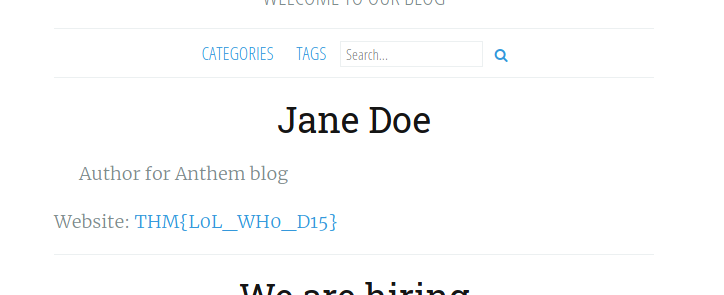 WELCOME TO OUR BLOG
CATEGORIES TAGS Search...
Jane Doe
Author for Anthem blog
Website: THM{L0L_WH0_D15}
We are hiring